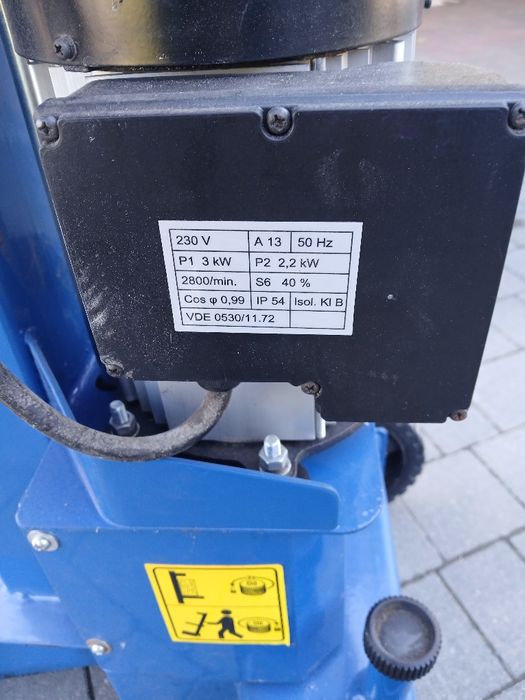 230 V A 13 50 Hz
P1 3 kW P2 2,2 kW
2800/min. S6 40 %
Cos φ 0,99 IP 54 Isol. Kl B
VDE 0530/11.72